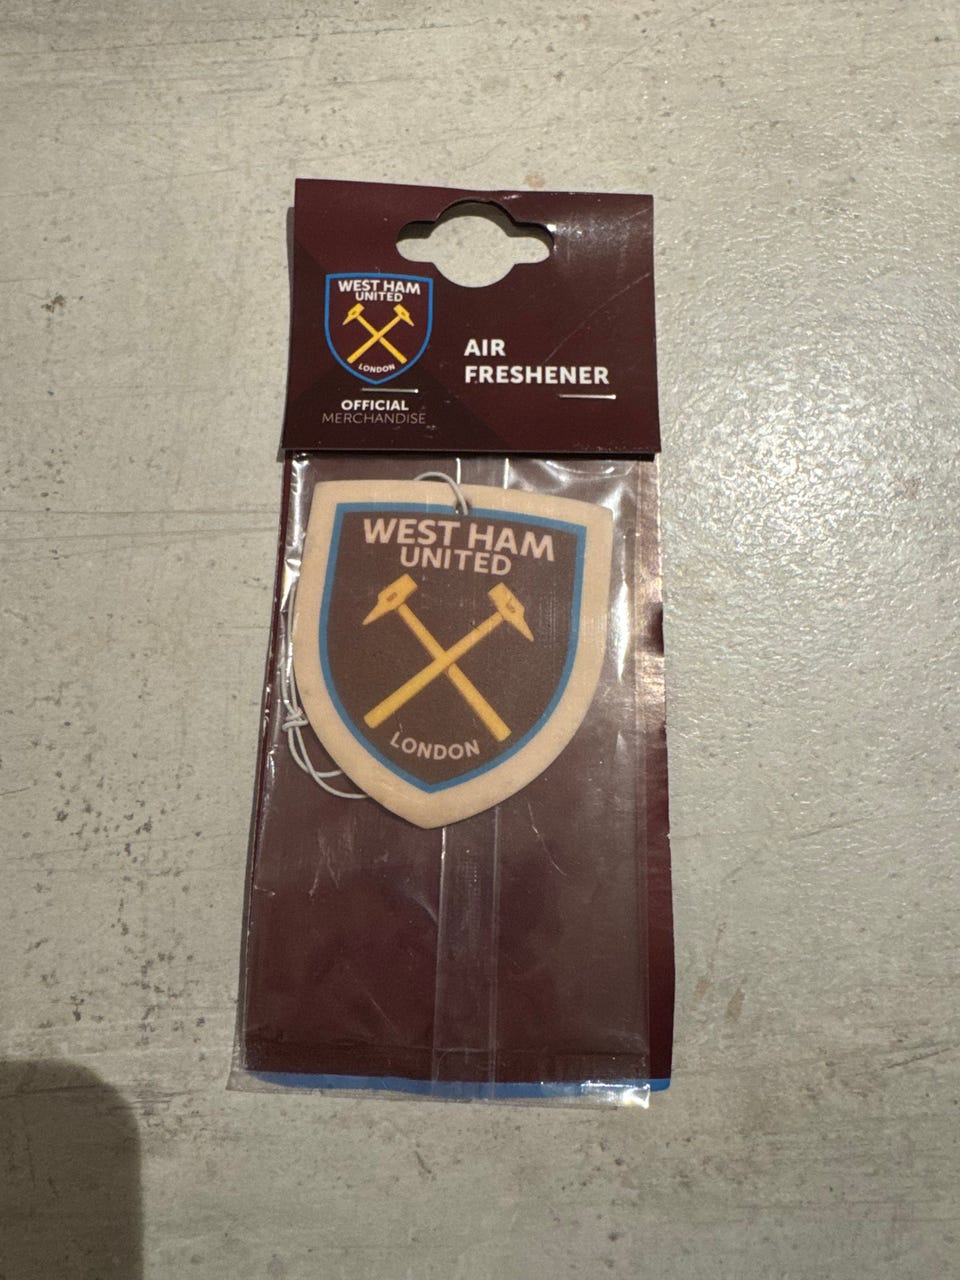 WEST HAM
UNITED
LONDON
OFFICIAL
MERCHANDISE
AIR
FRESHENER
WEST HAM
UNITED
LONDON